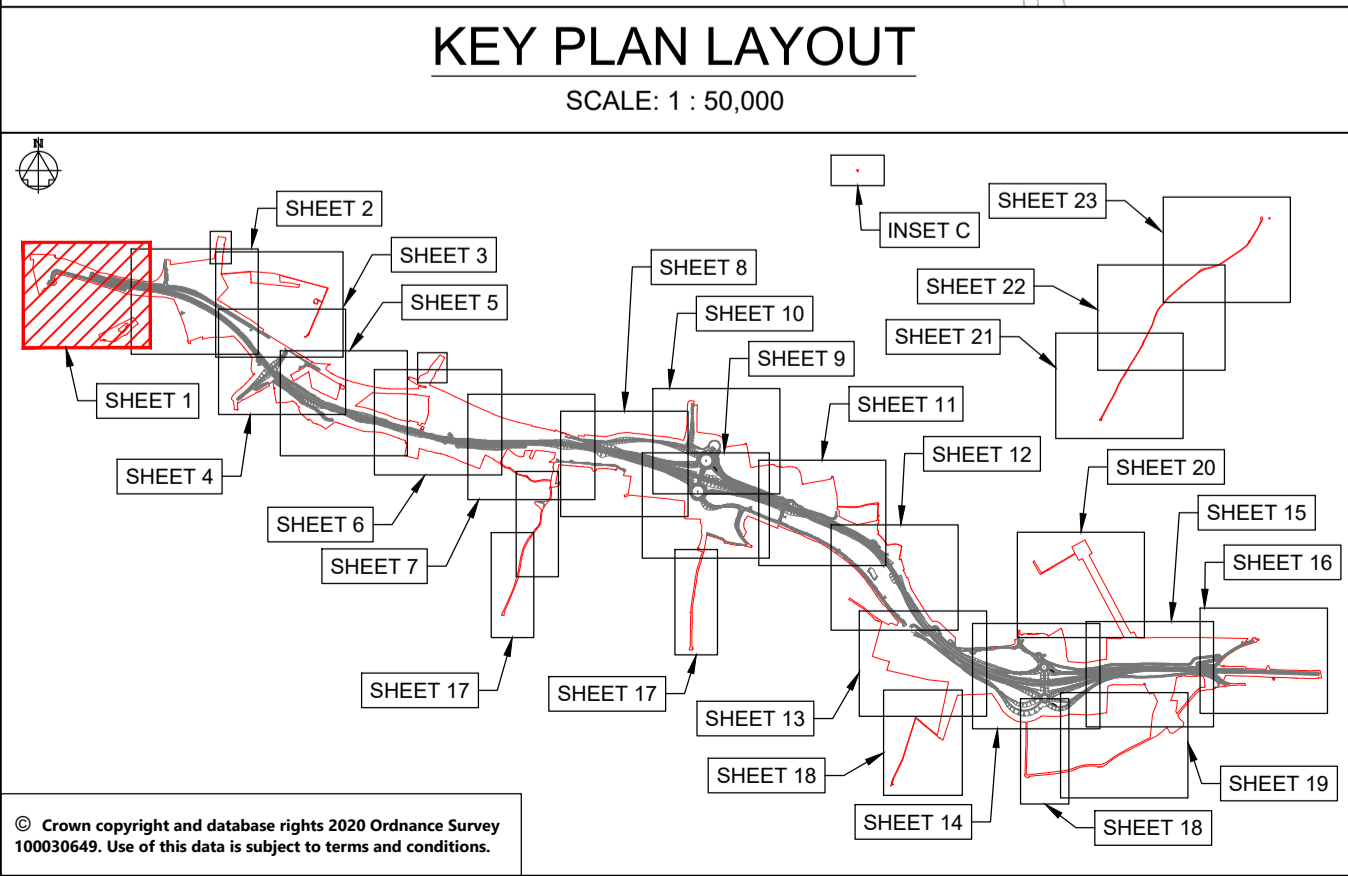 KEY PLAN LAYOUT
SCALE: 1 : 50,000
N
SHEET 2
SHEET 23
INSET C
SHEET 3
SHEET 8
SHEET 22
SHEET 5
SHEET 10
SHEET 21
SHEET 9
SHEET 1
SHEET 11
SHEET 12
SHEET 20
SHEET 4
SHEET 15
SHEET 6
SHEET 16
SHEET 7
SHEET 17
SHEET 17
SHEET 13
SHEET 18
SHEET 19
SHEET 14
SHEET 18
© Crown copyright and database rights 2020 Ordnance Survey
100030649. Use of this data is subject to terms and conditions.